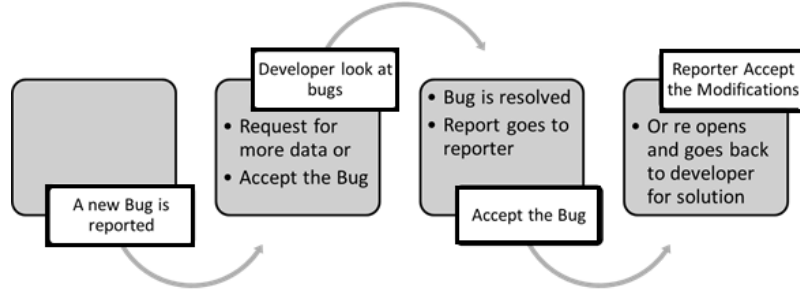 A new Bug is
reported
Developer look at
bugs
• Request for
more data or
• Accept the Bug
• Bug is resolved
• Report goes to
reporter
Accept the Bug
Reporter Accept
the Modifications
• Or re opens
and goes back
to developer
for solution